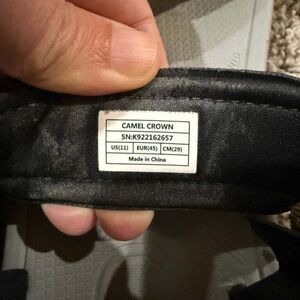 CAMEL CROWN
SN:K922162657
US(11) EUR(45) CM(29)
Made in China